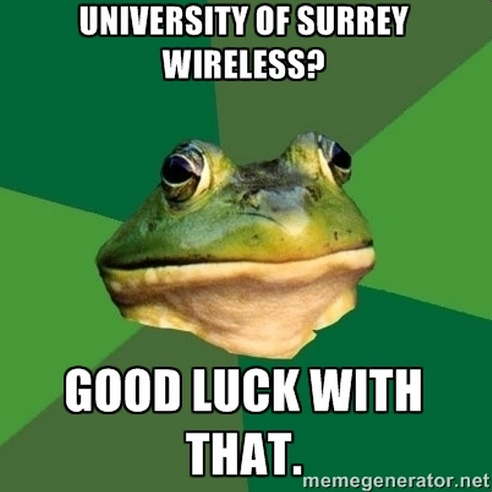 UNIVERSITY OF SURREY
WIRELESS?
GOOD LUCK WITH
THAT.
memegenerator.net